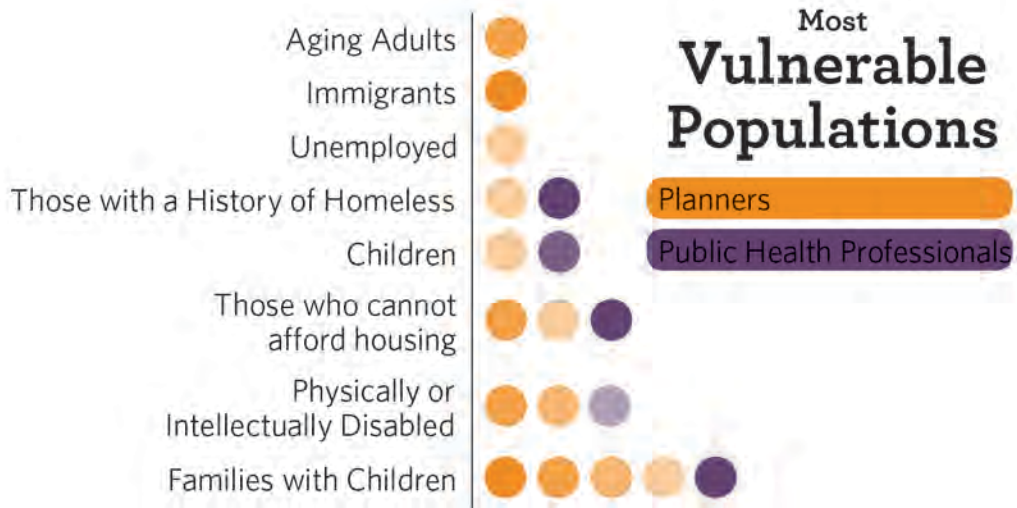 Most
Vulnerable
Populations
Planners
Public Health Professionals
Aging Adults
Immigrants
Unemployed
Those with a History of Homeless
Children
Those who cannot
afford housing
Physically or
Intellectually Disabled
Families with Children